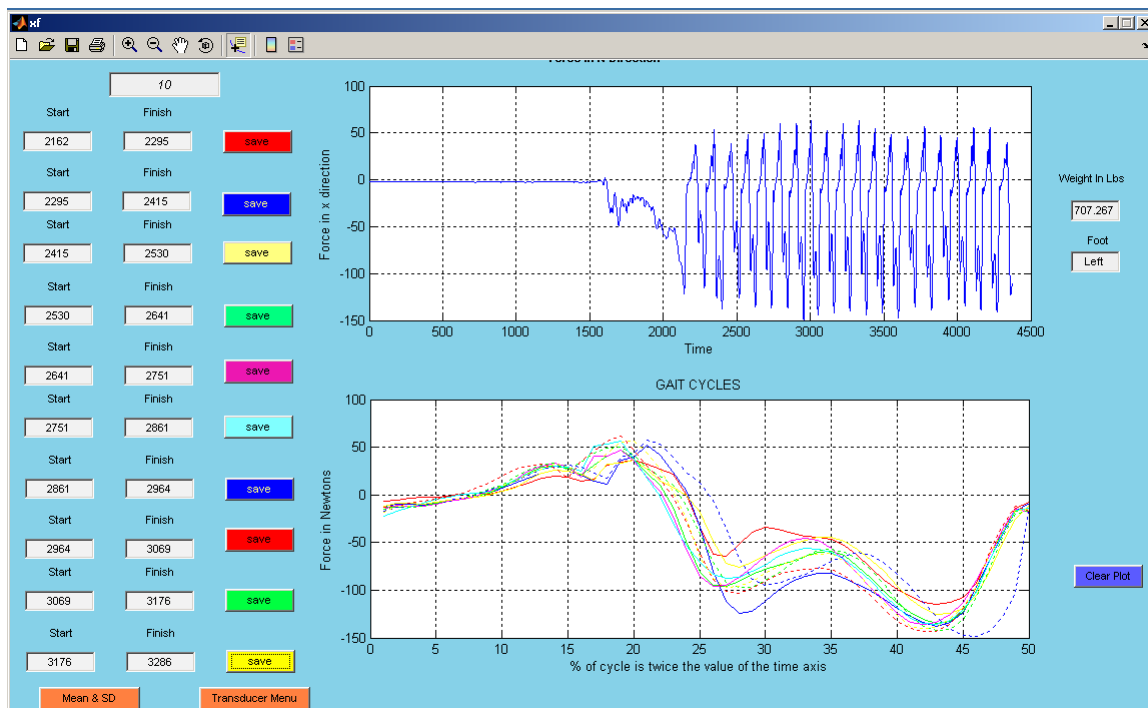 xf
10
Start Finish
2162 2295 save
Start Finish
2295 2415 save
Start Finish
2415 2530 save
Start Finish
2530 2641 save
Start Finish
2641 2751 save
Start Finish
2751 2861 save
Start Finish
2861 2964 save
Start Finish
2964 3069 save
Start Finish
3069 3176 save
Start Finish
3176 3286 save
Mean & SD Transducer Menu
100
50
0
-50
-100
-150
Force in x direction
0 500 1000 1500 2000 2500 3000 3500 4000 4500
Time
GAIT CYCLES
100
50
0
-50
-100
-150
Force in Newtons
0 5 10 15 20 25 30 35 40 45 50
% of cycle is twice the value of the time axis
Weight In Lbs
707.267
Foot
Left
Clear Plot